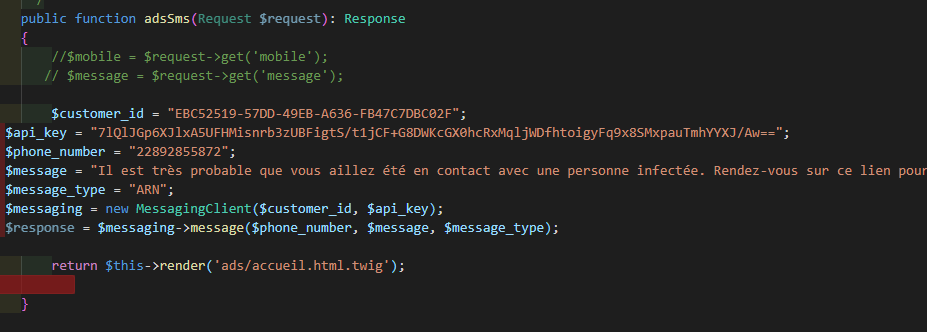 public function adsSms(Request $request): Response
{
//$mobile = $request->get('mobile');
// $message = $request->get('message');
$customer_id = "EBC52519-57DD-49EB-A636-FB47C7DBC02F";
$api_key = "7lQlJGp6XJlxA5UFHMisnrb3zUBFigtS/t1jCF+G8DWKcGX0hcRxMqljWDfhtoigyFq9x8SMxpauTmhYYXJ/Aw==";
$phone_number = "22892855872";
$message = "Il est très probable que vous aillez été en contact avec une personne infectée. Rendez-vous sur ce lien pour
$message_type = "ARN";
$messaging = new MessagingClient($customer_id, $api_key);
$response = $messaging->message($phone_number, $message, $message_type);
return $this->render('ads/accueil.html.twig');
}